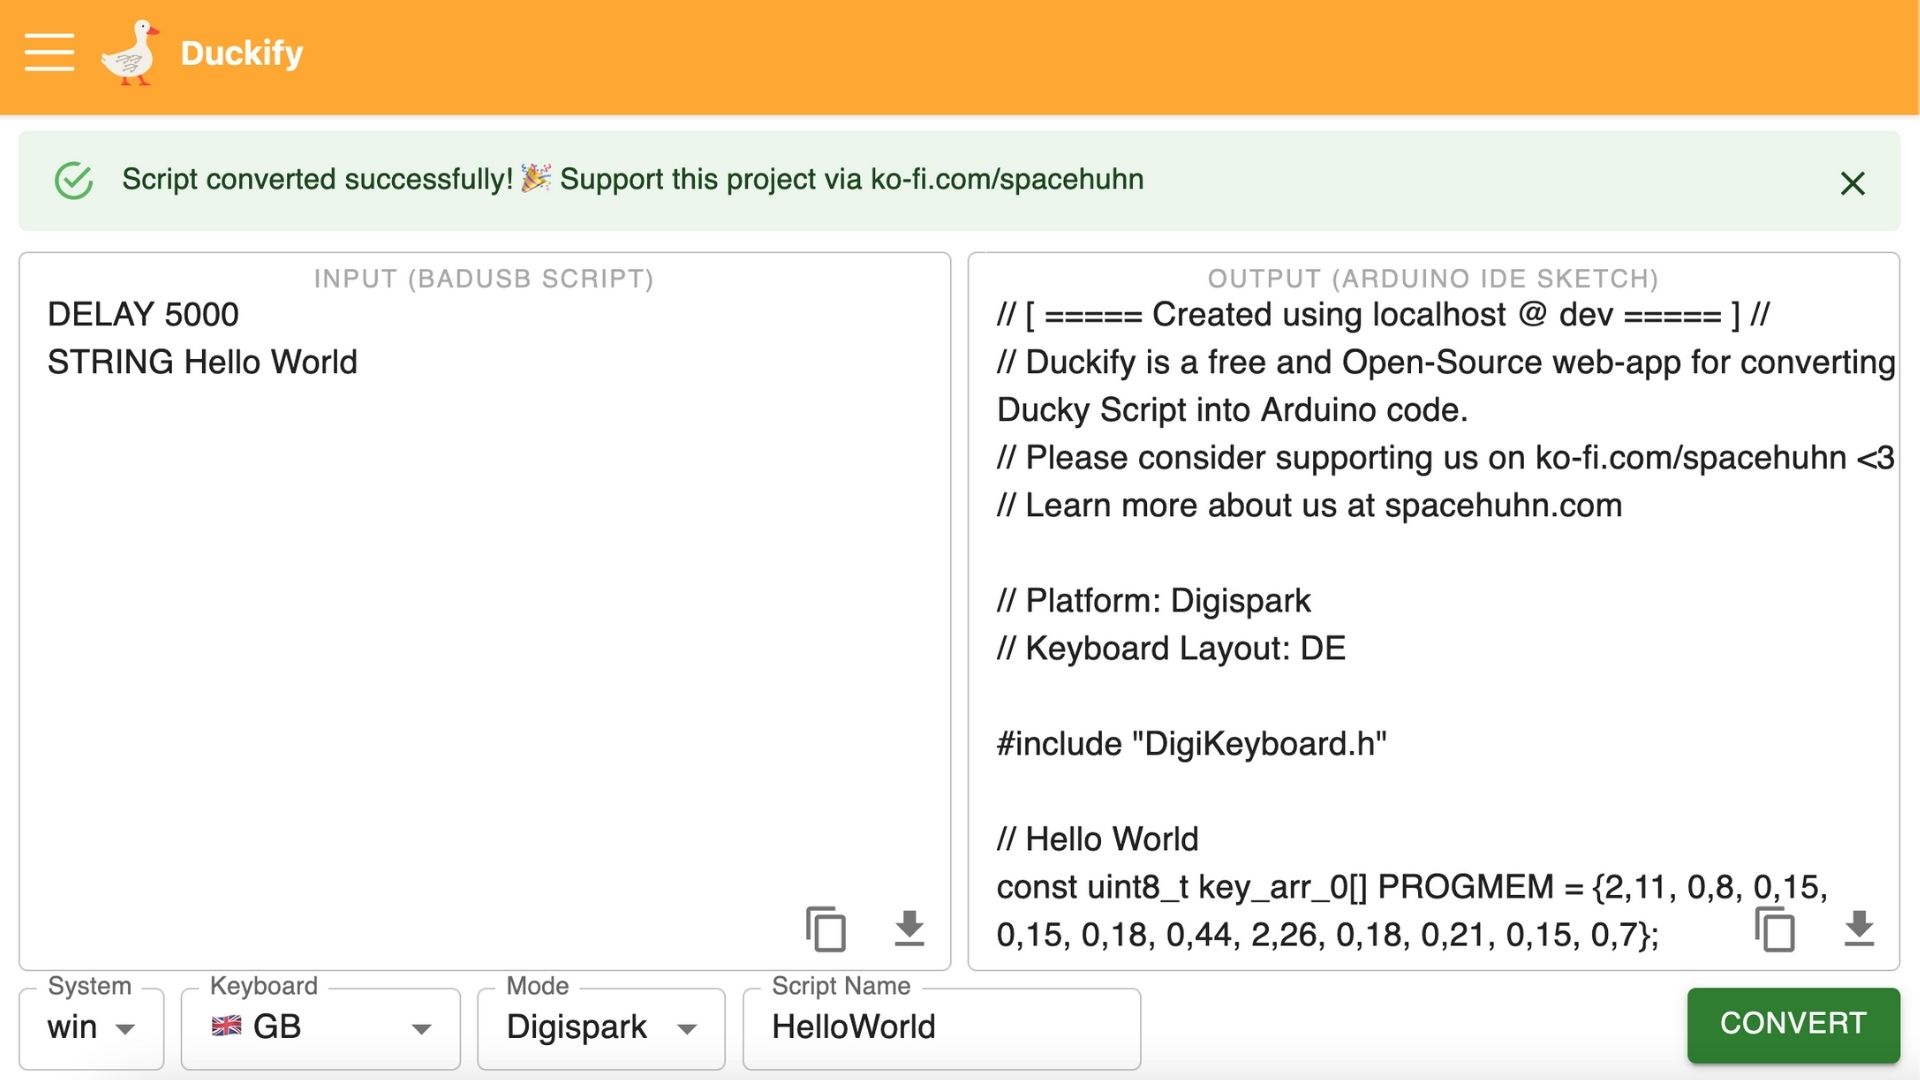 Duckify
Script converted successfully! 🎉 Support this project via ko-fi.com/spacehuhn
INPUT (BADUSB SCRIPT)
DELAY 5000
STRING Hello World
OUTPUT (ARDUINO IDE SKETCH)
// [ ===== Created using localhost @ dev ===== ] //
// Duckify is a free and Open-Source web-app for converting
Ducky Script into Arduino code.
// Please consider supporting us on ko-fi.com/spacehuhn <3
// Learn more about us at spacehuhn.com
// Platform: Digispark
// Keyboard Layout: DE
#include "DigiKeyboard.h"
// Hello World
const uint8_t key_arr_0[] PROGMEM = {2,11, 0,8, 0,15,
0,15, 0,18, 0,44, 2,26, 0,18, 0,21, 0,15, 0,7};
System
win
Keyboard
🇬🇧 GB
Mode
Digispark
Script Name
HelloWorld
CONVERT